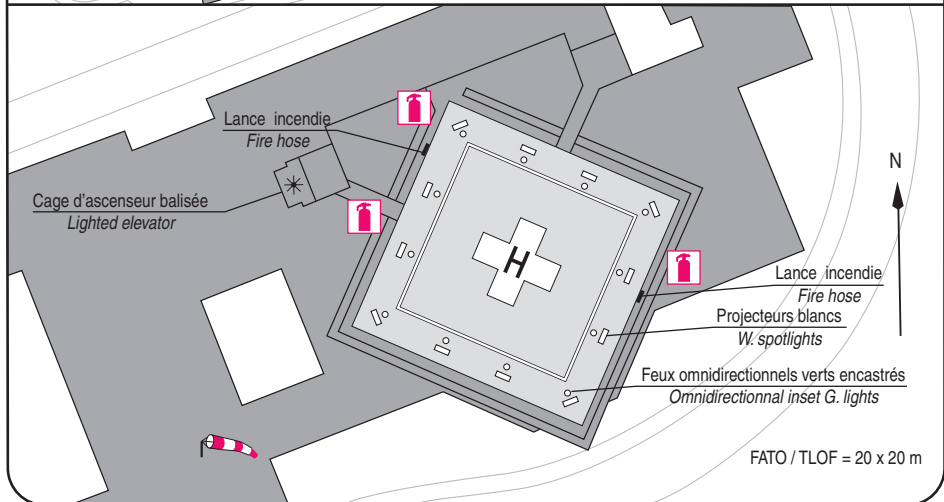 Lance incendie
Fire hose
N
Cage d'ascenseur balisée
Lighted elevator
H
Lance incendie
Fire hose
Projecteurs blancs
W. spotlights
Feux omnidirectionnels verts encastrés
Omnidirectionnal inset G. lights
FATO / TLOF = 20 x 20 m